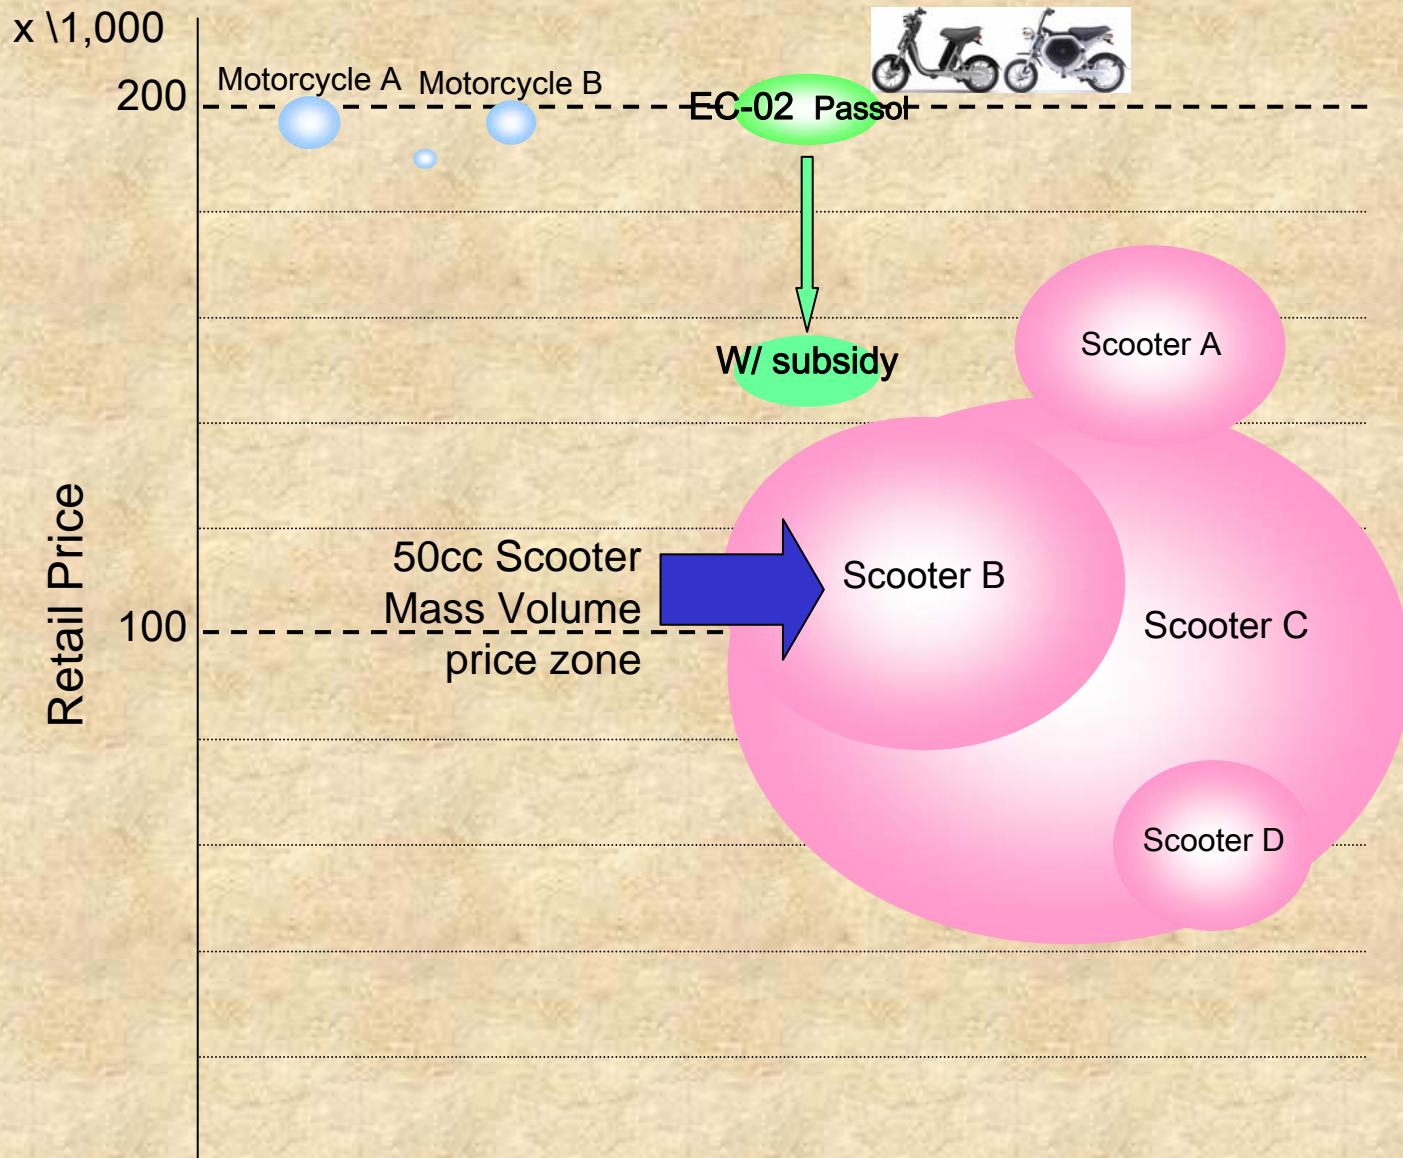 x \1,000
200
Motorcycle A
Motorcycle B
EC-02 Passol
W/ subsidy
Scooter A
Retail Price
50cc Scooter
Mass Volume
price zone
100
Scooter B
Scooter C
Scooter D